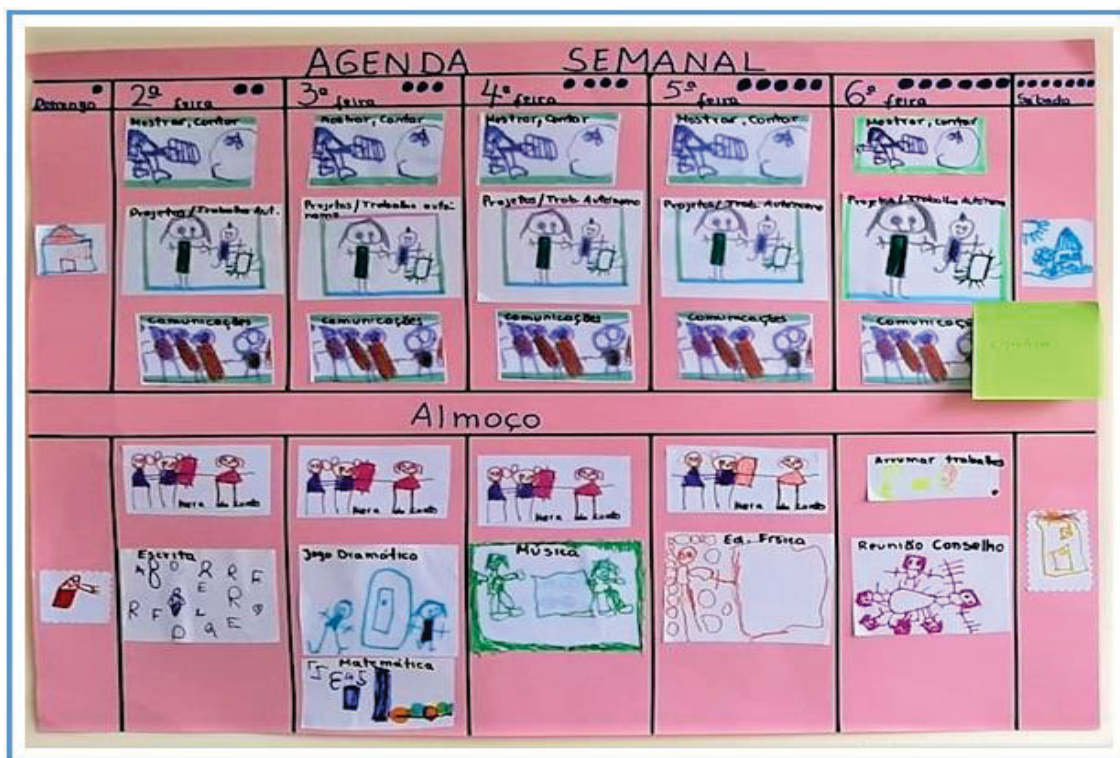 AGENDA SEMANAL
Domingo 2ª feira 3ª feira 4ª feira 5ª feira 6ª feira Sábado
Mostrar, Contar Mostrar, Contar Mostrar, Contar Mostrar, Contar Mostrar, Contar
Projetos/Trabalho Aut. Projetos/Trabalho autó- Projetos/Trab. Autónomo Projetos/Trab. Autónomo Projetos/Trabalho Autónomo
nomo
Comunicações Comunicações Comunicações Comunicações
Almoço
Hora do Conto Hora do Conto Hora do Conto Hora do Conto Arrumar trabalhos
Escrita Jogo Dramático Música Ed. Física Reunião Conselho
Matemática